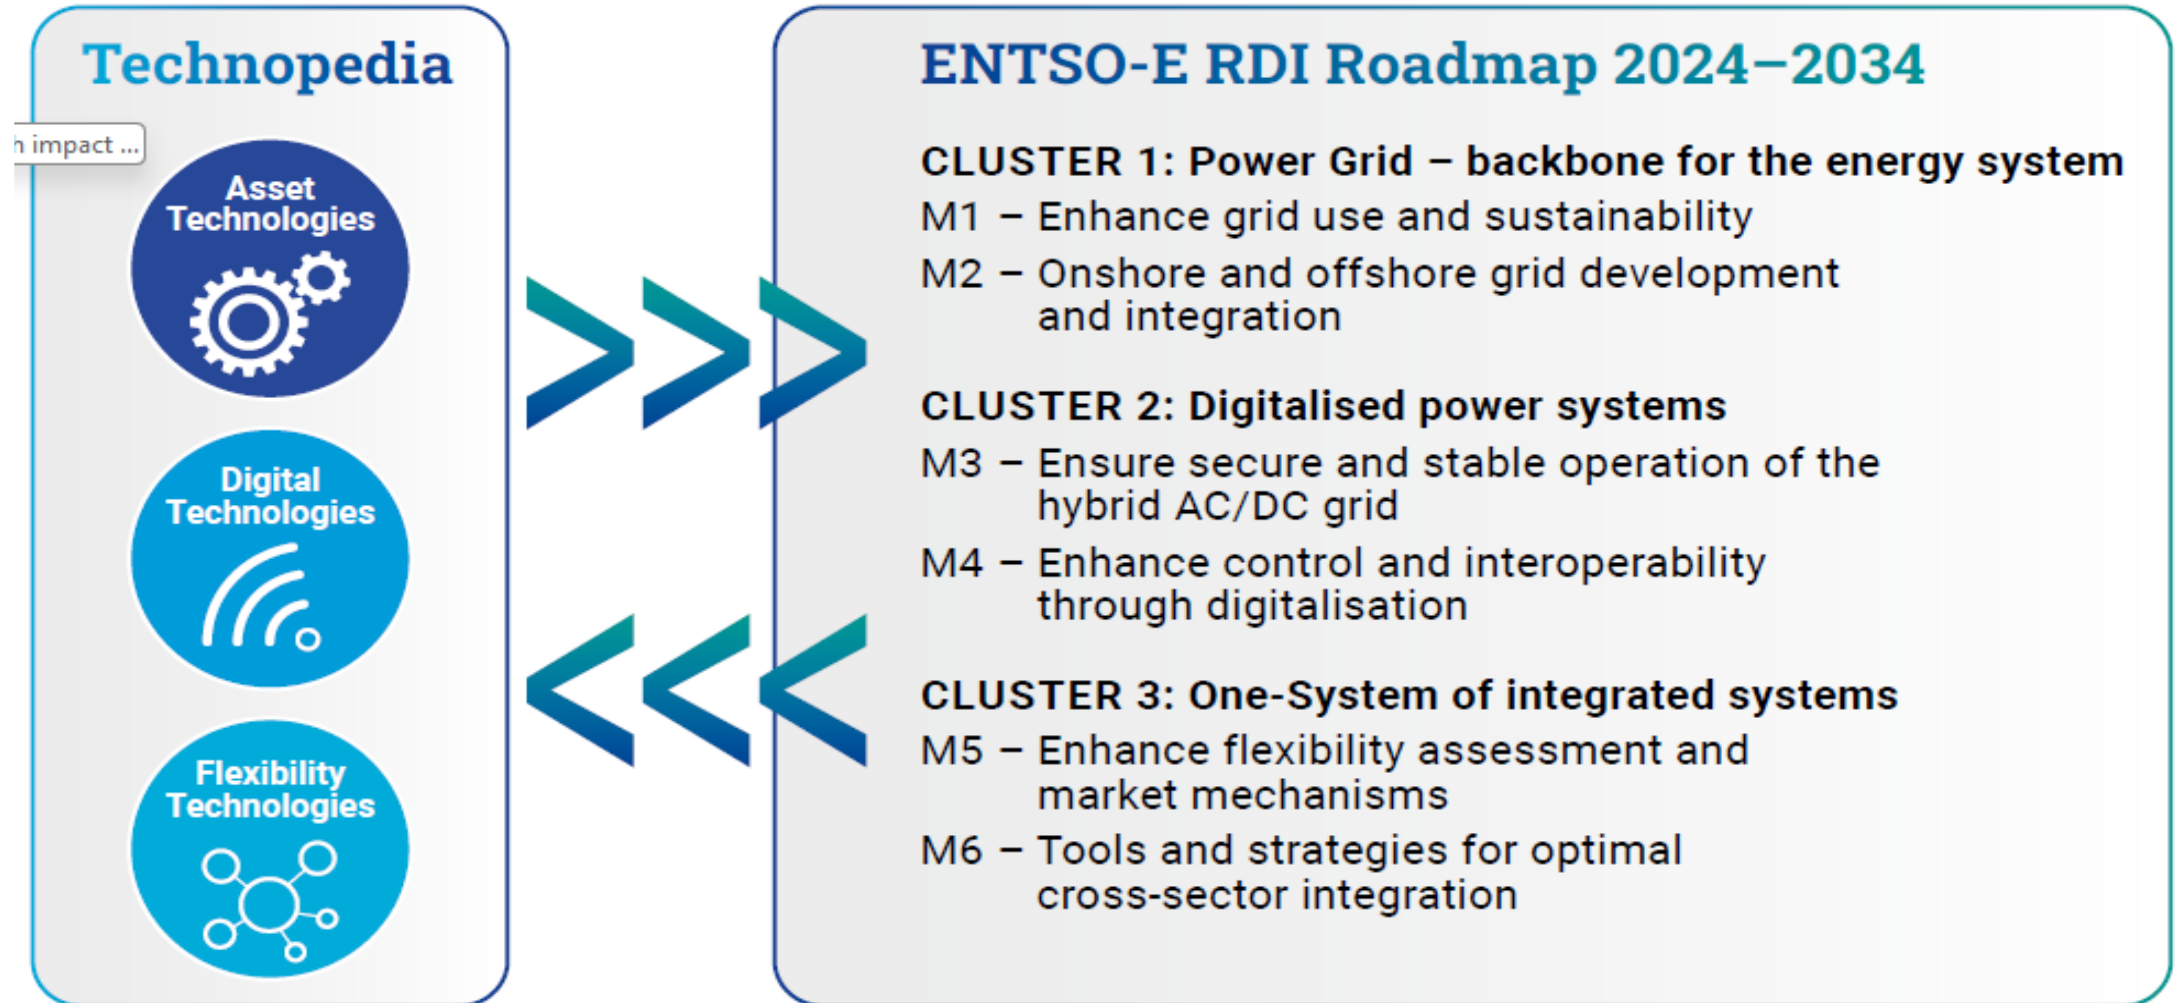 Technopedia
h impact ...
Asset
Technologies
Digital
Technologies
Flexibility
Technologies
ENTSO-E RDI Roadmap 2024–2034
CLUSTER 1: Power Grid – backbone for the energy system
M1 – Enhance grid use and sustainability
M2 – Onshore and offshore grid development
and integration
CLUSTER 2: Digitalised power systems
M3 – Ensure secure and stable operation of the
hybrid AC/DC grid
M4 – Enhance control and interoperability
through digitalisation
CLUSTER 3: One-System of integrated systems
M5 – Enhance flexibility assessment and
market mechanisms
M6 – Tools and strategies for optimal
cross-sector integration